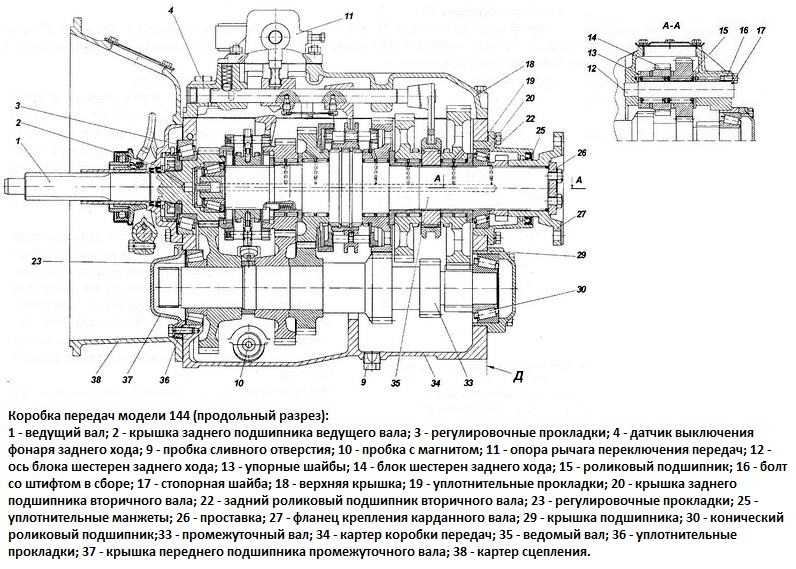 4
11
18
19
20
22
25
26
A
A
27
29
30
3
2
1
23
38
37
36
10
9
35
34
33
Д
14
13
12
А-А
15
16
17
Коробка передач модели 144 (продольный разрез):
1 - ведущий вал; 2 - крышка заднего подшипника ведущего вала; 3 - регулировочные прокладки; 4 - датчик выключения
фонаря заднего хода; 9 - пробка сливного отверстия; 10 - пробка с магнитом; 11 - опора рычага переключения передач; 12 -
ось блока шестерен заднего хода; 13 - упорные шайбы; 14 - блок шестерен заднего хода; 15 - роликовый подшипник; 16 - болт
со штифтом в сборе; 17 - стопорная шайба; 18 - верхняя крышка; 19 - уплотнительные прокладки; 20 - крышка заднего
подшипника вторичного вала; 22 - задний роликовый подшипник вторичного вала; 23 - регулировочные прокладки; 25 -
уплотнительные манжеты; 26 - проставка; 27 - фланец крепления карданного вала; 29 - крышка подшипника; 30 - конический
роликовый подшипник;33 - промежуточный вал; 34 - картер коробки передач; 35 - ведомый вал; 36 - уплотнительные
прокладки; 37 - крышка переднего подшипника промежуточного вала; 38 - картер сцепления.